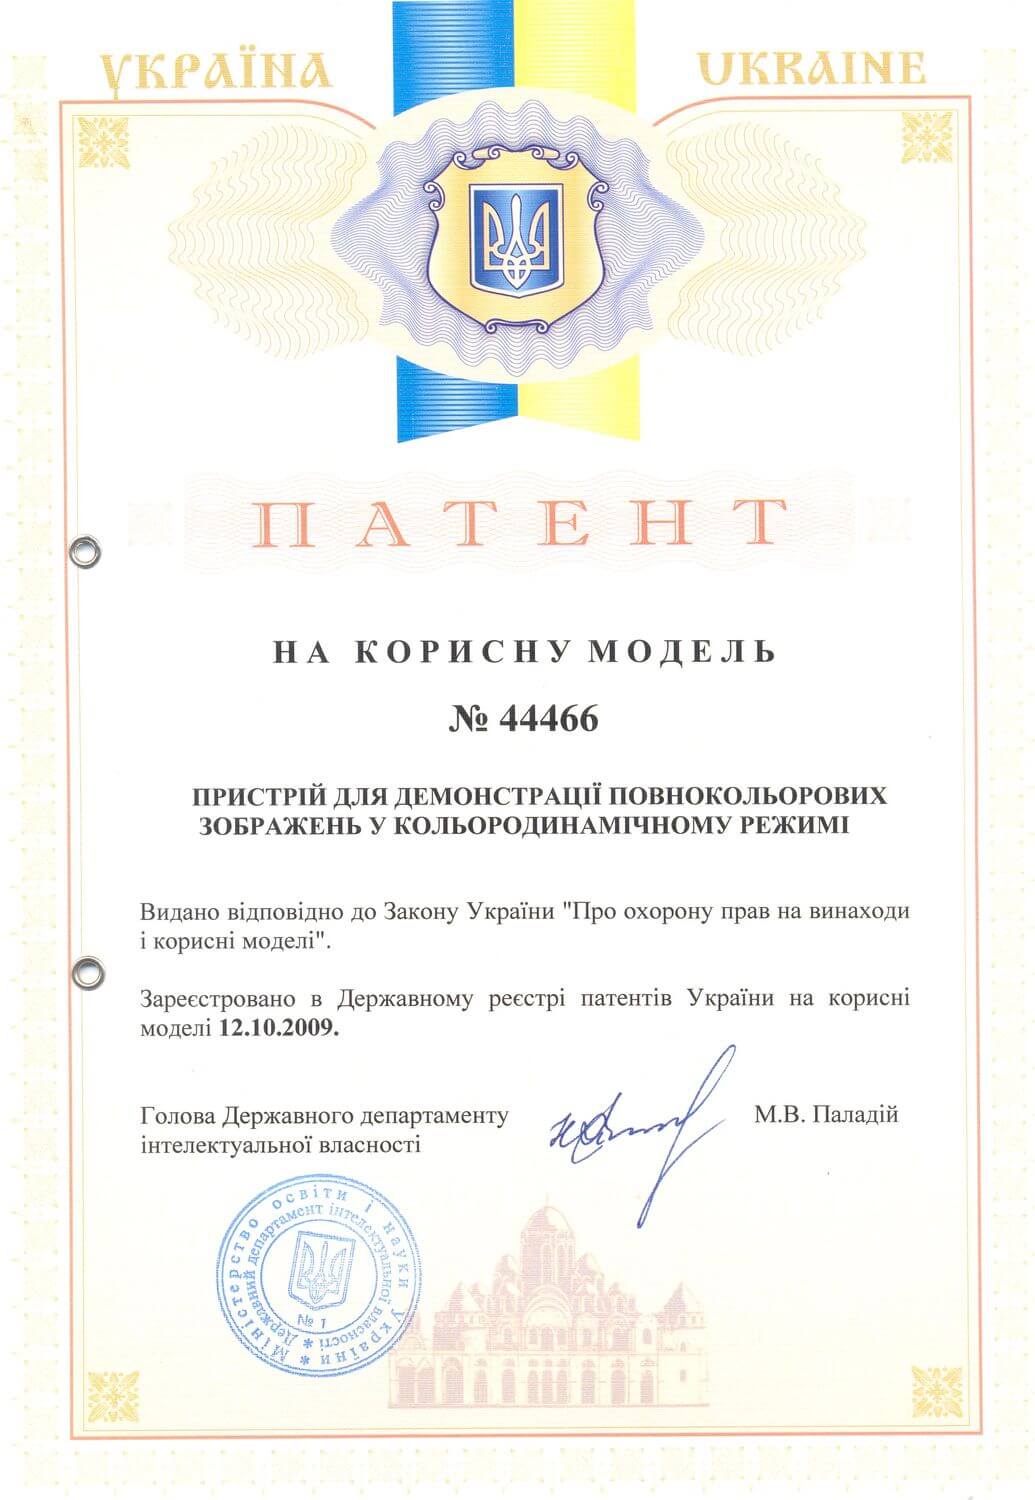 УКРАЇНА
UKRAINE
ПАТЕНТ
НА КОРИСНУ МОДЕЛЬ
№ 44466
ПРИСТРІЙ ДЛЯ ДЕМОНСТРАЦІЇ ПОВНОКОЛЬОРОВИХ
ЗОБРАЖЕНЬ У КОЛЬОРОДИНАМІЧНОМУ РЕЖИМІ
Видано відповідно до Закону України "Про охорону прав на винаходи
і корисні моделі".
Зареєстровано в Державному реєстрі патентів України на корисні
моделі 12.10.2009.
Голова Державного департаменту
інтелектуальної власності
М.В. Паладій
Міністерство освіти і науки України *
Державний департамент інтелектуальної власності *
№ 1